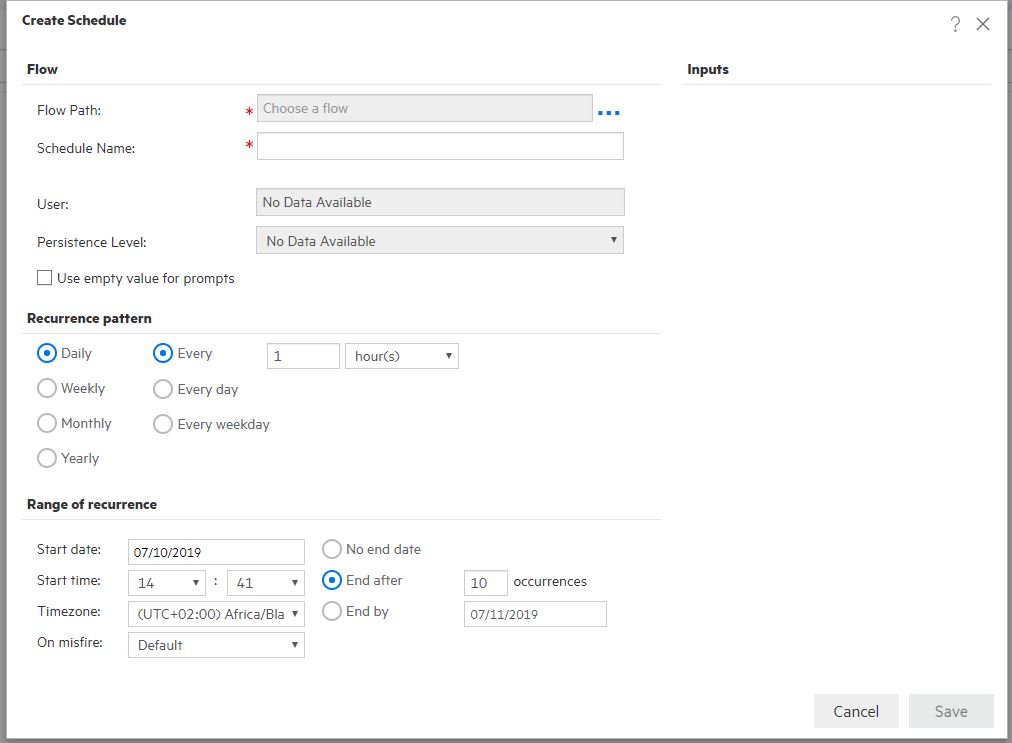 Create Schedule ?
Flow
Inputs
Flow Path: * Choose a flow ...
Schedule Name: *
User: No Data Available
Persistence Level: No Data Available
Use empty value for prompts
Recurrence pattern
Daily Every 1 hour(s)
Weekly Every day
Monthly Every weekday
Yearly
Range of recurrence
Start date: 07/10/2019 No end date
Start time: 14 : 41 End after 10 occurrences
Timezone: (UTC+02:00) Africa/Bla End by 07/11/2019
On misfire: Default
Cancel Save